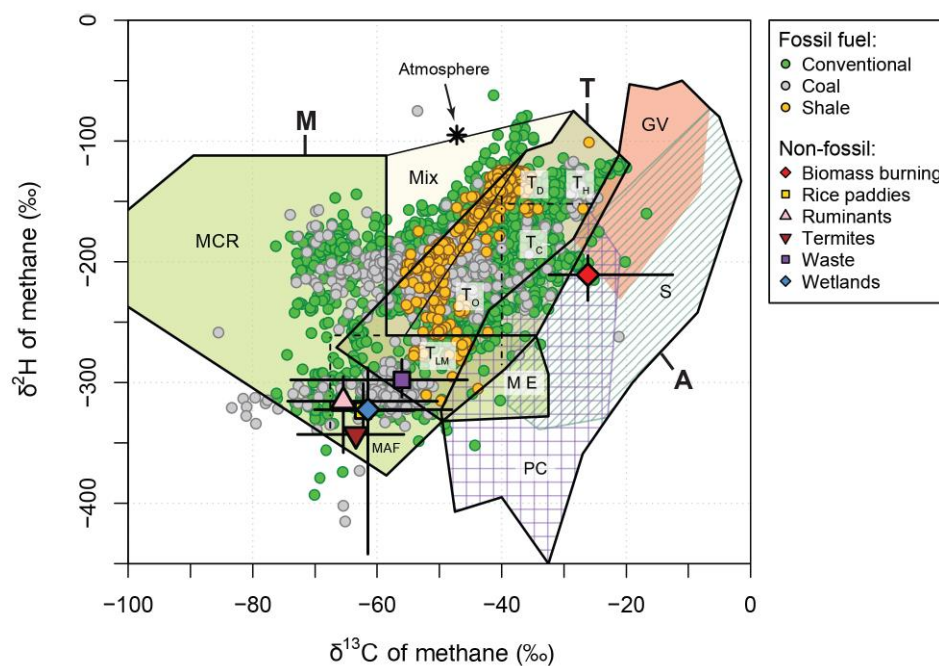 δ²H of methane (‰)
0
−100
−200
−300
−400
Atmosphere
M
T
GV
Mix
T_D
T_H
MCR
T_C
S
T_O
T_LM
M E
A
MAF
PC
−100
−80
−60
−40
−20
0
δ¹³C of methane (‰)
Fossil fuel:
Conventional
Coal
Shale
Non-fossil:
Biomass burning
Rice paddies
Ruminants
Termites
Waste
Wetlands